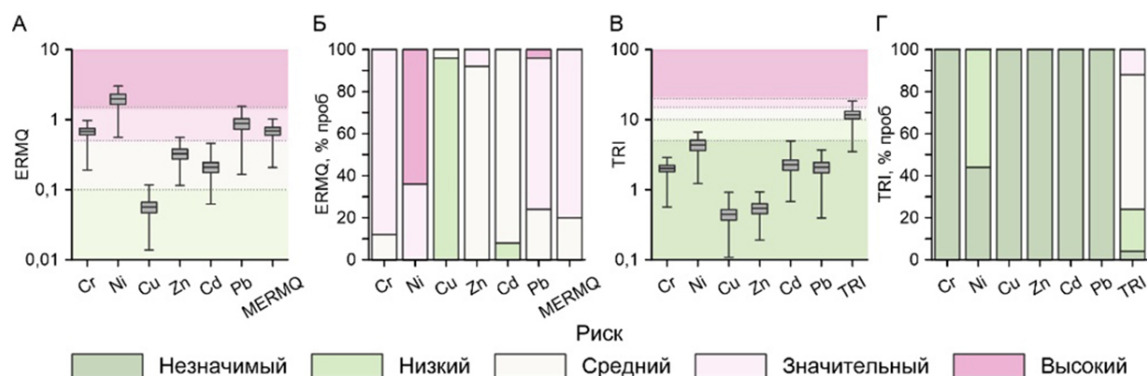 А
Б
В
Г
ERMQ
10
1
0,1
0,01
Cr Ni Cu Zn Cd Pb MERMQ
ERMQ, % проб
100
80
60
40
20
0
Cr Ni Cu Zn Cd Pb MERMQ
TRI
100
10
1
0,1
Cr Ni Cu Zn Cd Pb TRI
TRI, % проб
100
80
60
40
20
0
Cr Ni Cu Zn Cd Pb TRI
Риск
Незначимый Низкий Средний Значительный Высокий